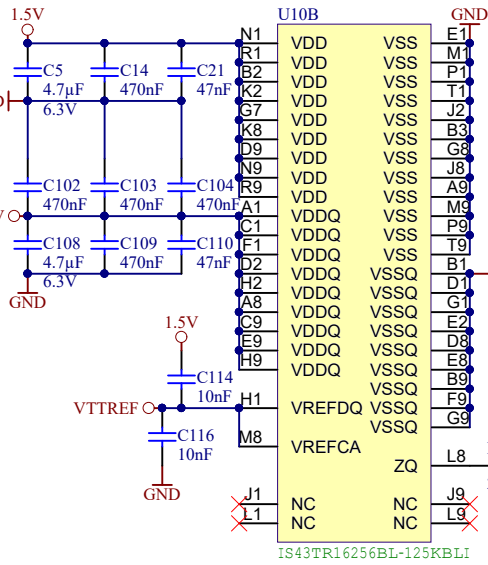 1.5V
U10B
GND
N1 VDD VSS E1
R1 VDD VSS M1
B2 VDD VSS P1
K2 VDD VSS T1
G7 VDD VSS J2
K8 VDD VSS B3
D9 VDD VSS G8
N9 VDD VSS J8
R9 VDD VSS A9
A1 VDDQ VSS M9
C1 VDDQ VSS P9
F1 VDDQ VSS T9
D2 VDDQ VSSQ B1
H2 VDDQ VSSQ D1
A8 VDDQ VSSQ G1
C9 VDDQ VSSQ E2
E9 VDDQ VSSQ D8
H9 VDDQ VSSQ E8
VSSQ B9
H1 VREFDQ VSSQ F9
VSSQ G9
M8 VREFCA
ZQ L8
J1 NC NC J9
L1 NC NC L9
IS43TR16256BL-125KBLI
C5
4.7µF
6.3V
C14
470nF
C21
47nF
C102
470nF
C103
470nF
C104
470nF
V
C108
4.7µF
6.3V
C109
470nF
C110
47nF
GND
1.5V
C114
10nF
VTTREF
C116
10nF
GND